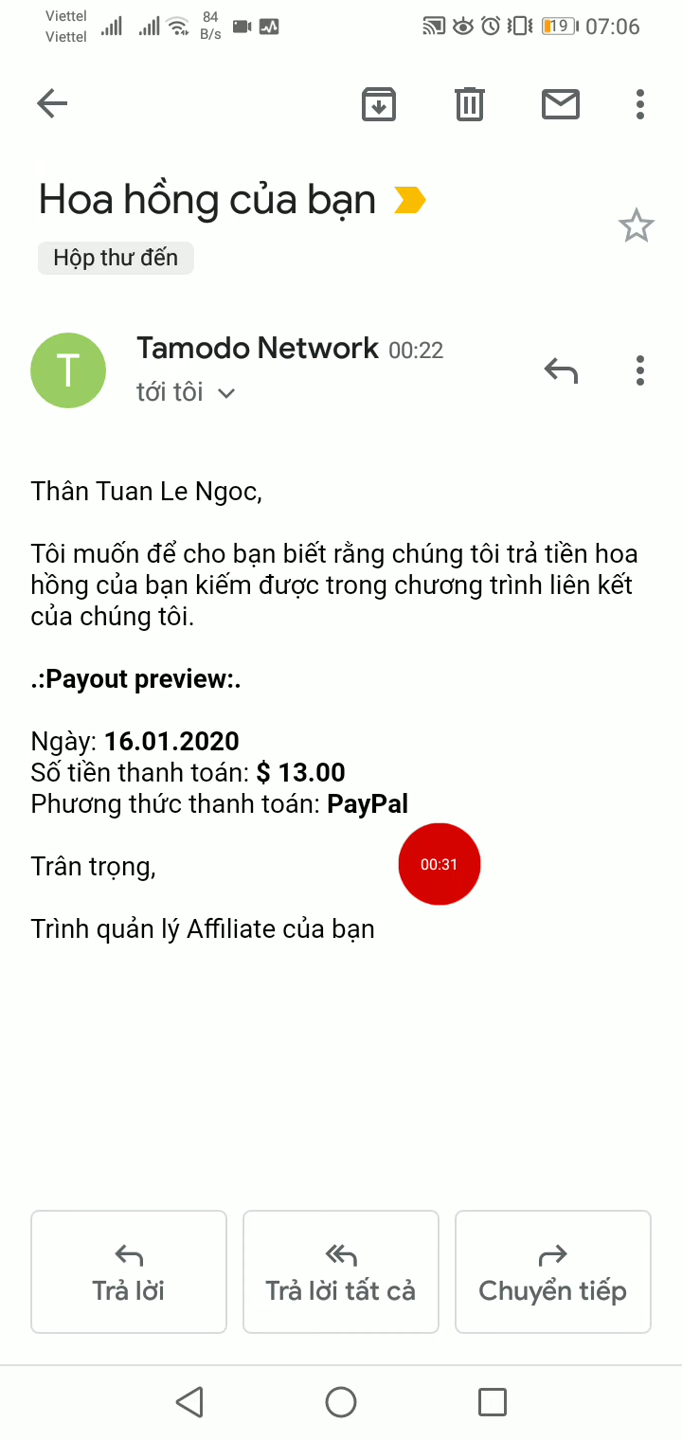 Viettel
Viettel
84
B/s
19
07:06
Hoa hồng của bạn
Hộp thư đến
T
Tamodo Network 00:22
tới tôi
Thân Tuan Le Ngoc,
Tôi muốn để cho bạn biết rằng chúng tôi trả tiền hoa
hồng của bạn kiếm được trong chương trình liên kết
của chúng tôi.
.:Payout preview:.
Ngày: 16.01.2020
Số tiền thanh toán: $ 13.00
Phương thức thanh toán: PayPal
00:31
Trân trọng,
Trình quản lý Affiliate của bạn
Trả lời
Trả lời tất cả
Chuyển tiếp